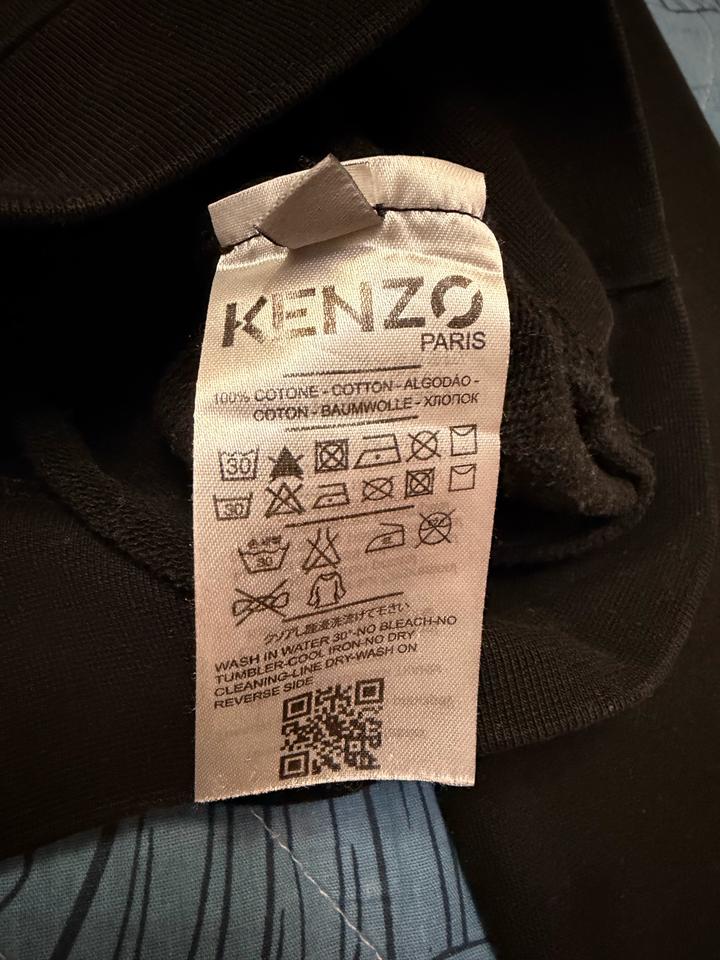 KENZO
PARIS
100% COTONE - COTTON - ALGODÃO -
COTON - BAUMWOLLE - ХЛОПОК
30
30
30
WASH IN WATER 30°-NO BLEACH-NO
TUMBLER-COOL IRON-NO DRY
CLEANING-LINE DRY-WASH ON
REVERSE SIDE